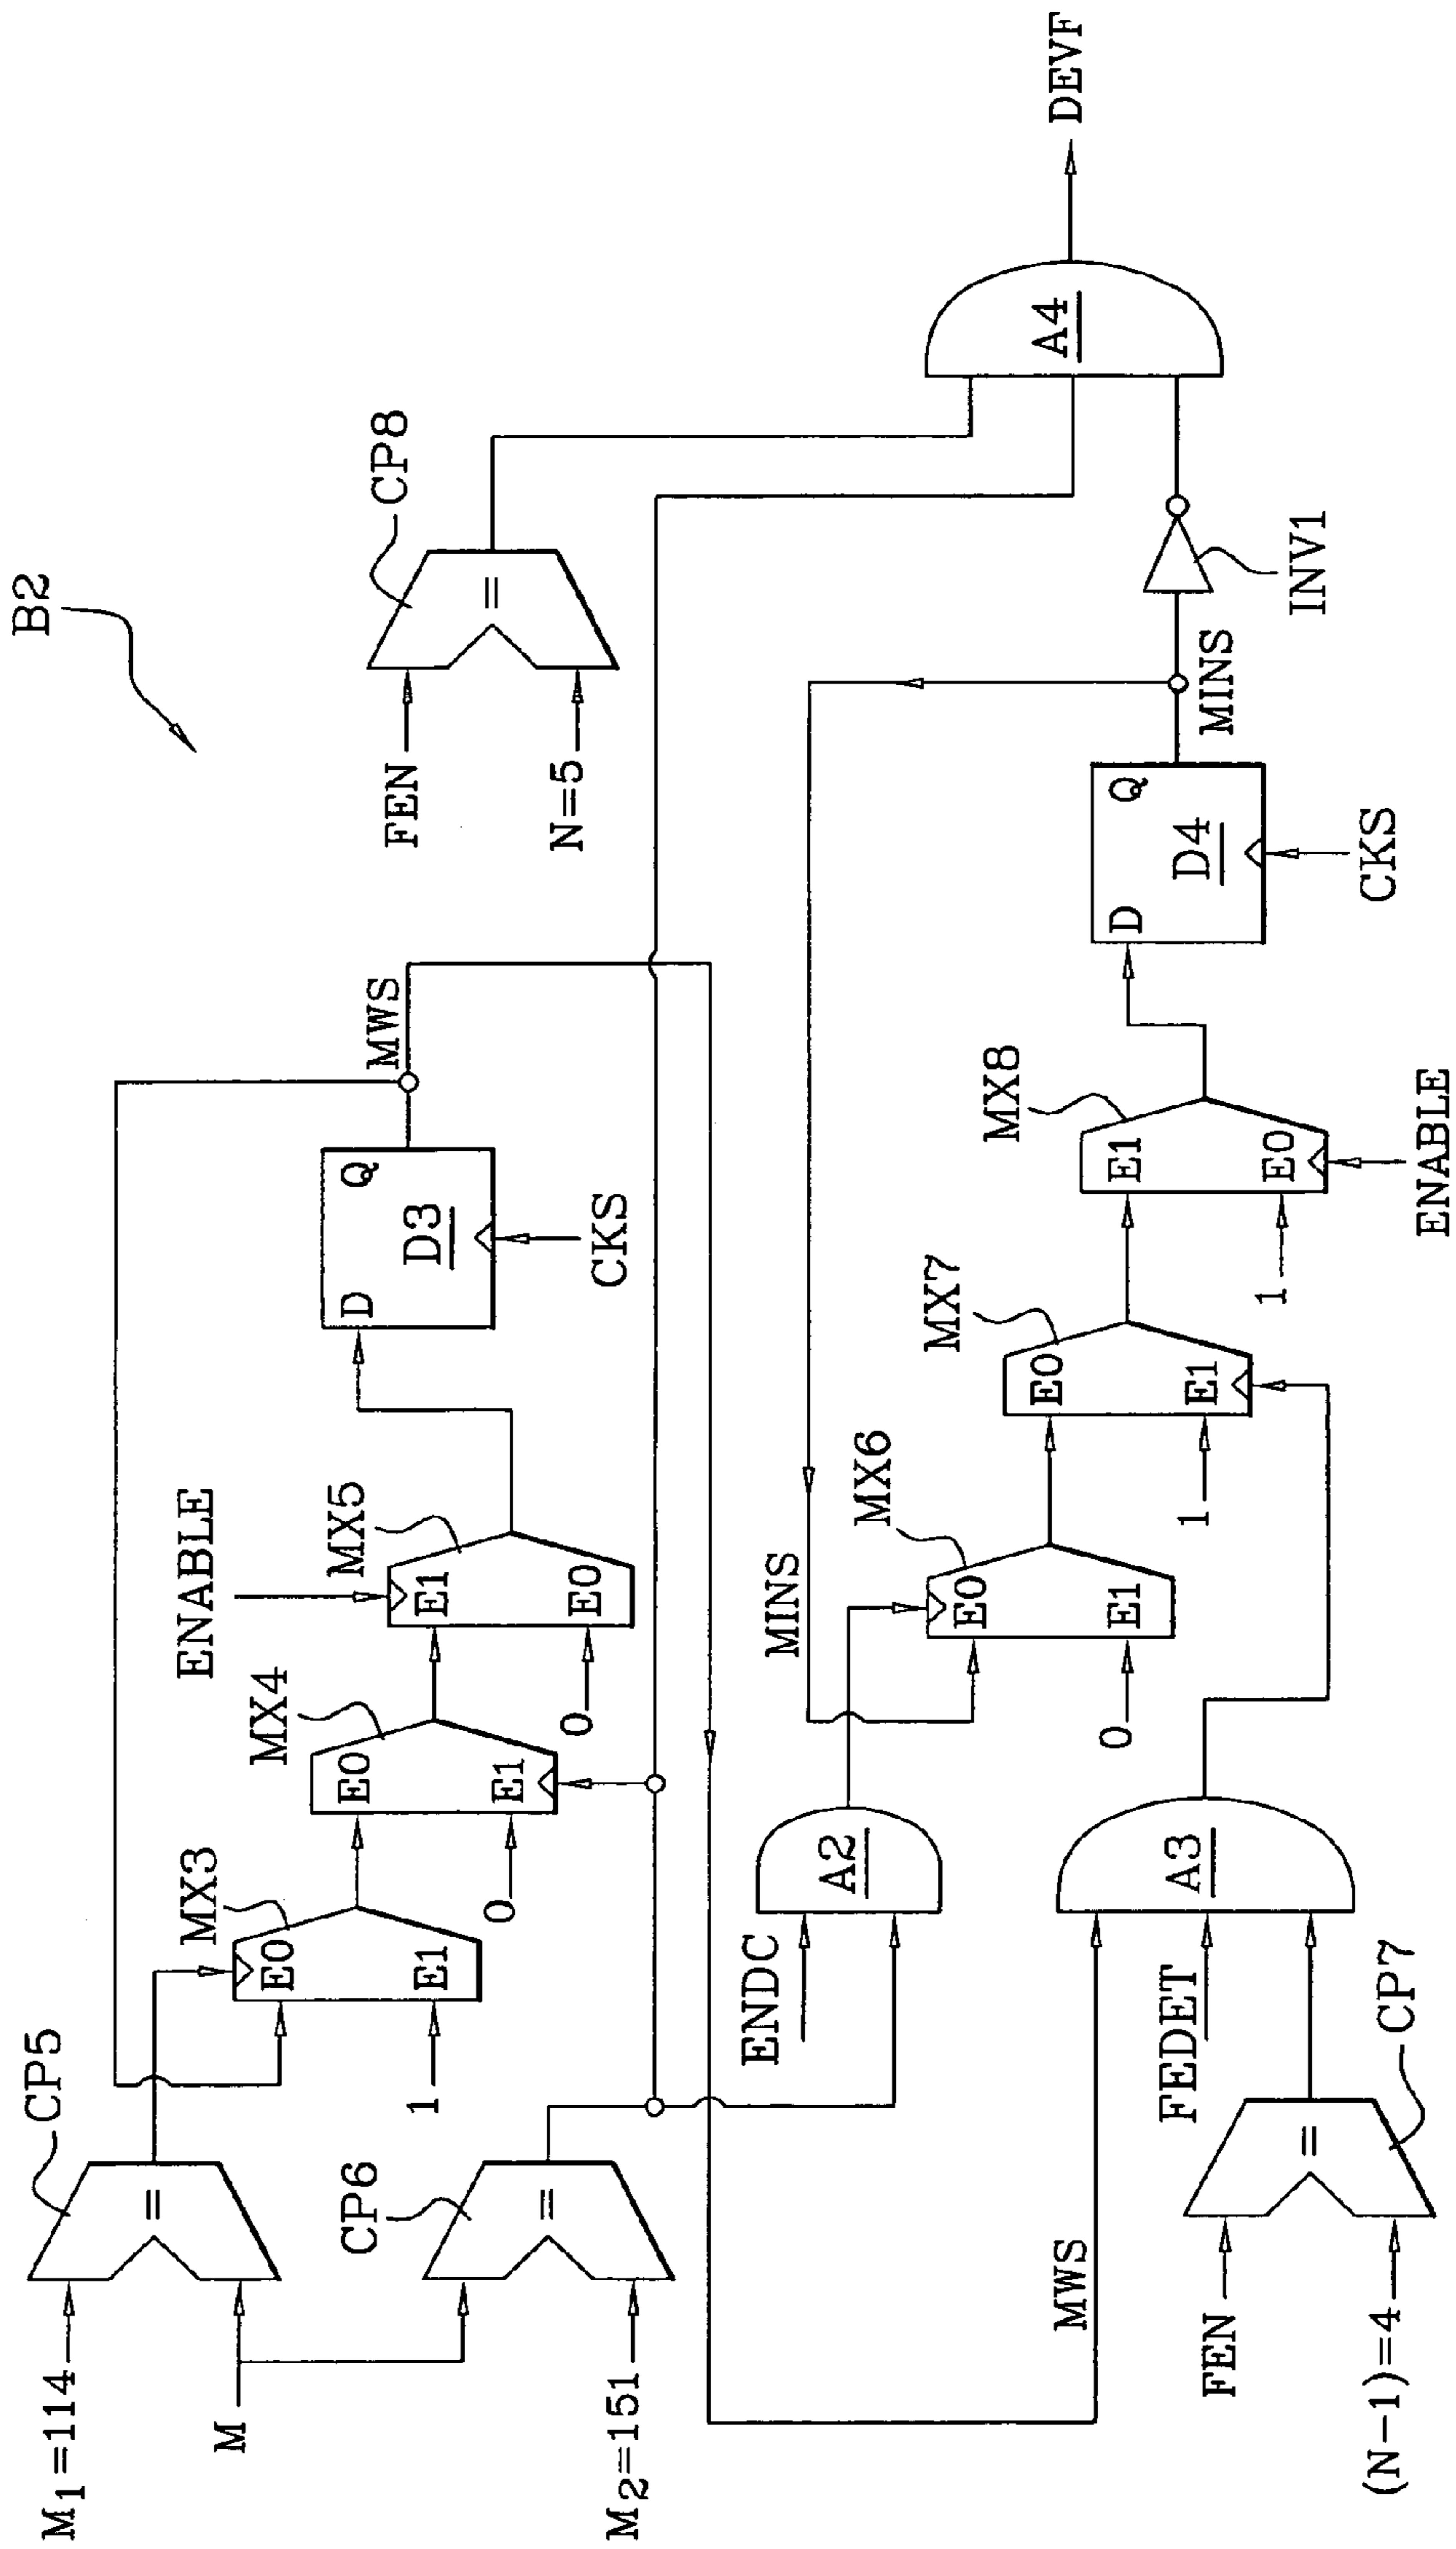 B2
M1=114
M
CP5
MX3
E0
E1
1
MX4
E0
E1
0
ENABLE
MX5
E1
E0
0
D
Q
D3
CKS
MWS
M2=151
CP6
=
=
FEN
N=5
=
CP8
ENDC
A2
MINS
MX6
E0
E1
0
MX7
E0
E1
1
MX8
E1
E0
1
ENABLE
D
Q
D4
CKS
MINS
INV1
A4
DEVF
MWS
FEDET
A3
FEN
(N-1)=4
=
CP7